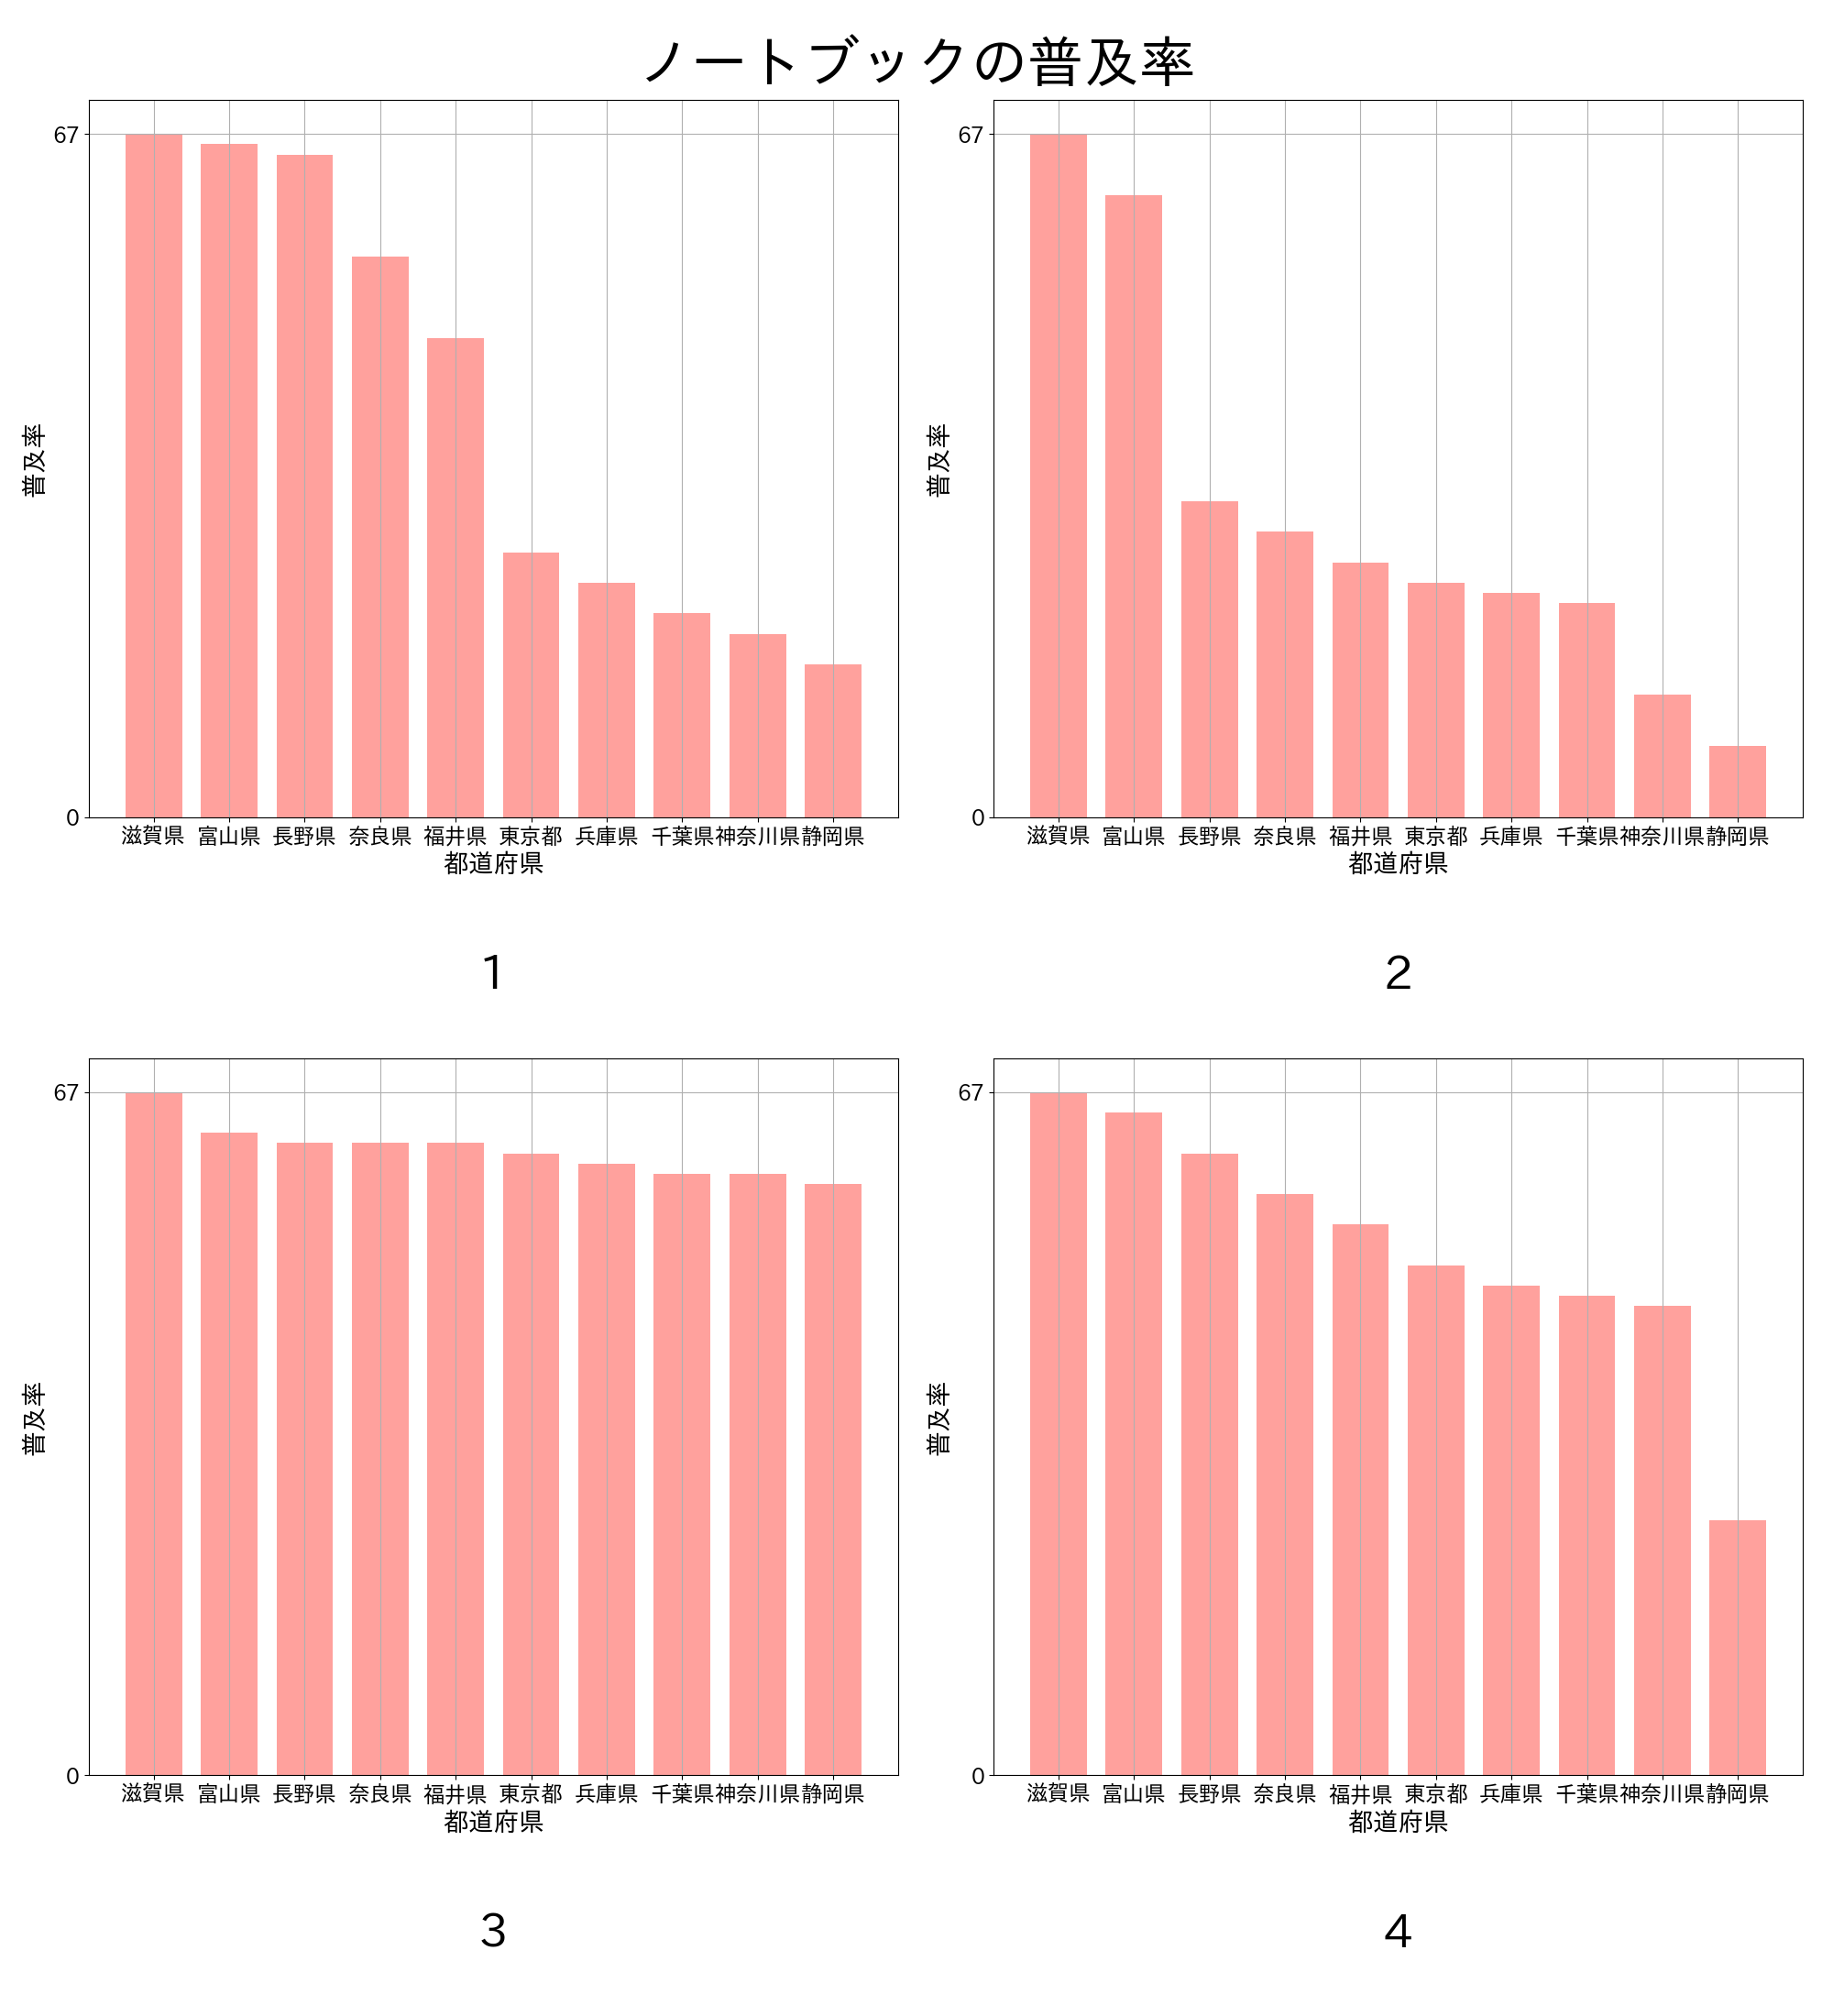 ノートブックの普及率
67
0
普及率
滋賀県 富山県 長野県 奈良県 福井県 東京都 兵庫県 千葉県 神奈川県 静岡県
都道府県
1
67
0
普及率
滋賀県 富山県 長野県 奈良県 福井県 東京都 兵庫県 千葉県 神奈川県 静岡県
都道府県
2
67
0
普及率
滋賀県 富山県 長野県 奈良県 福井県 東京都 兵庫県 千葉県 神奈川県 静岡県
都道府県
3
67
0
普及率
滋賀県 富山県 長野県 奈良県 福井県 東京都 兵庫県 千葉県 神奈川県 静岡県
都道府県
4